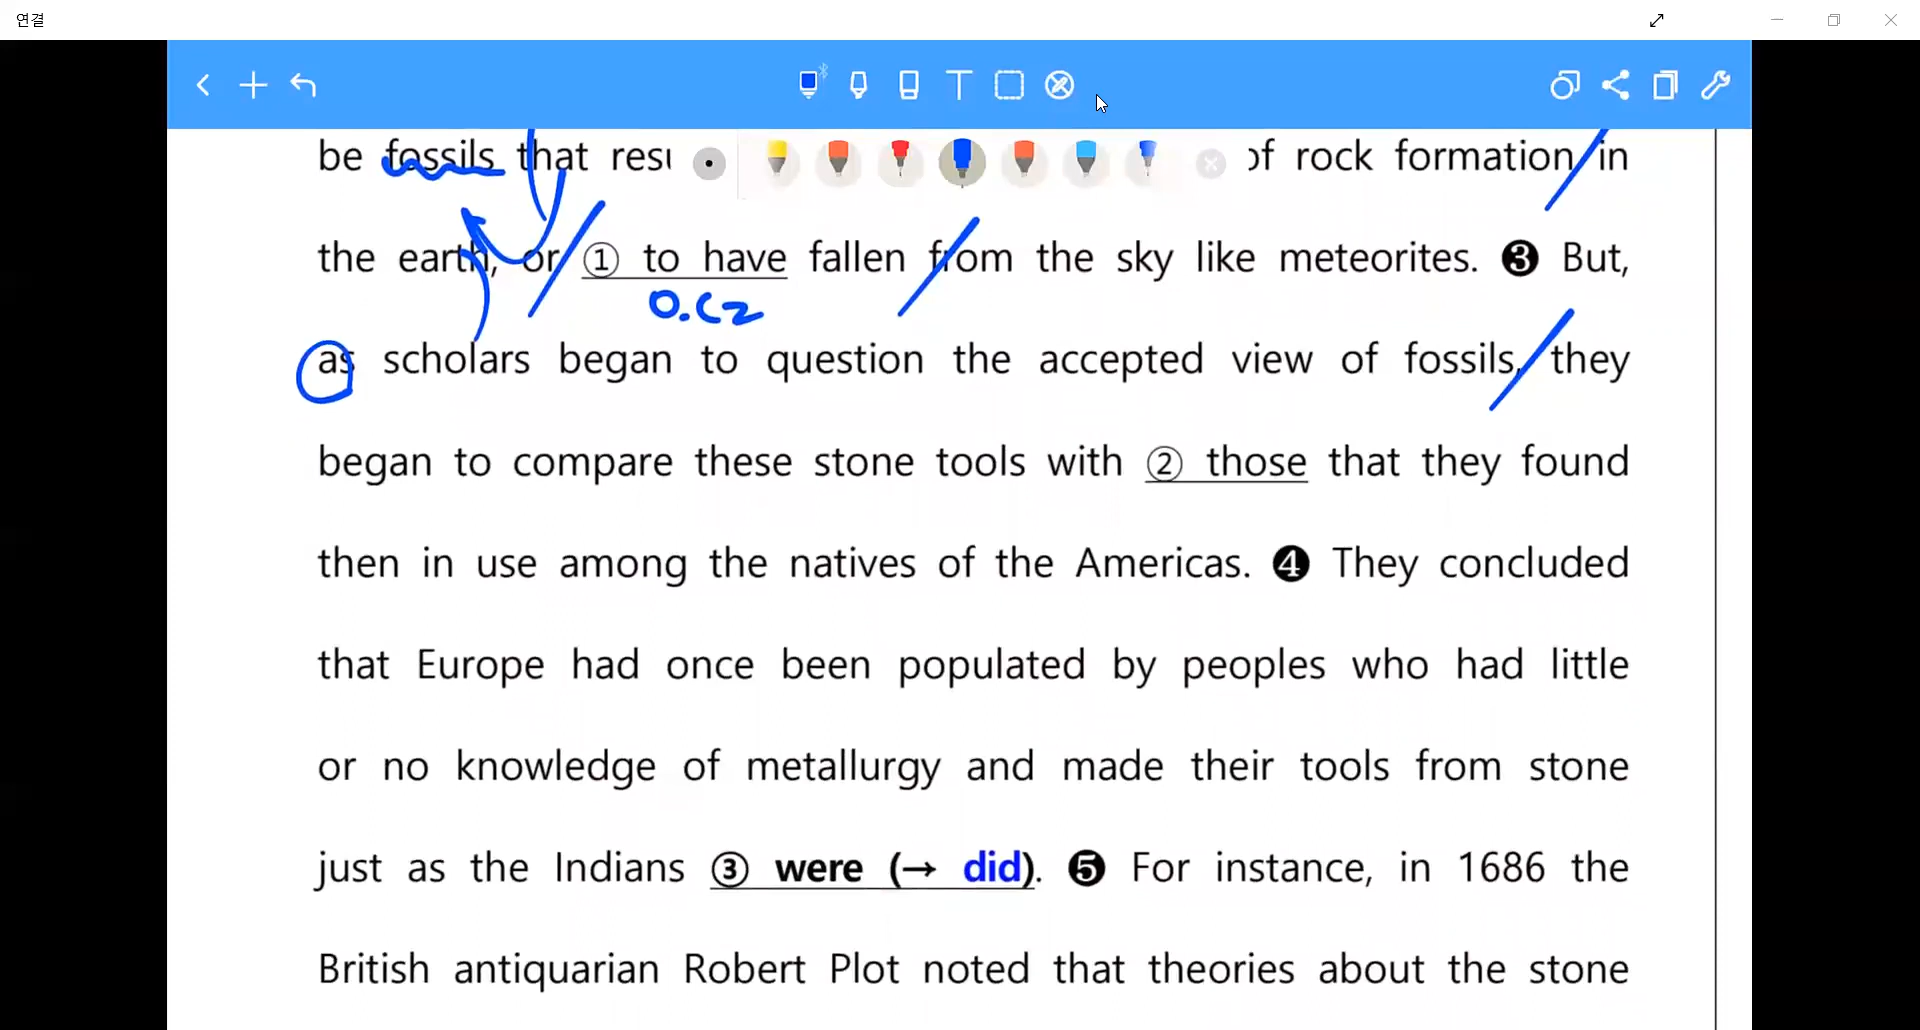 연결
be fossils that of rock formation in
the earth, or ① to have fallen from the sky like meteorites. ❸ But,
O.C2
as scholars began to question the accepted view of fossils, they
began to compare these stone tools with ② those that they found
then in use among the natives of the Americas. ❹ They concluded
that Europe had once been populated by peoples who had little
or no knowledge of metallurgy and made their tools from stone
just as the Indians ③ were (→ did). ❺ For instance, in 1686 the
British antiquarian Robert Plot noted that theories about the stone